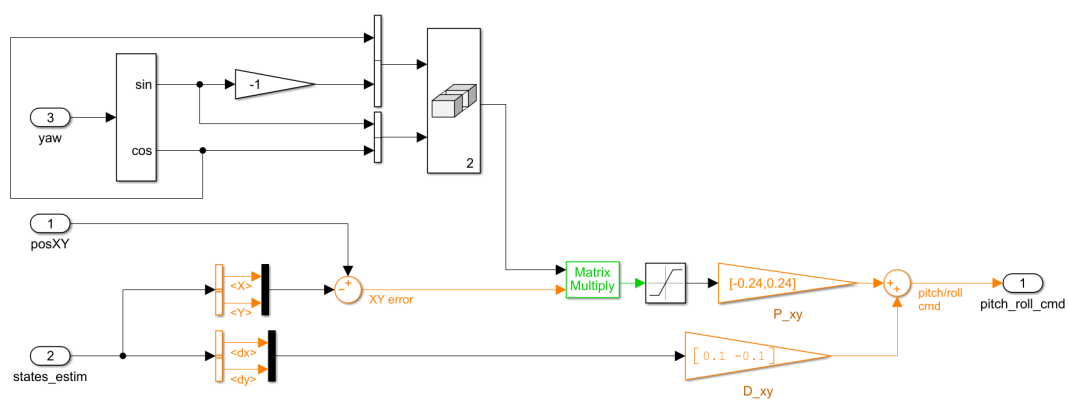 sin
-1
3
yaw
cos
2
1
posXY
<X>
<Y>
XY error
Matrix
Multiply
[-0.24,0.24]
P_xy
+
+
−
pitch/roll
cmd
1
pitch_roll_cmd
2
states_estim
<dx>
<dy>
[ 0.1 -0.1 ]
D_xy